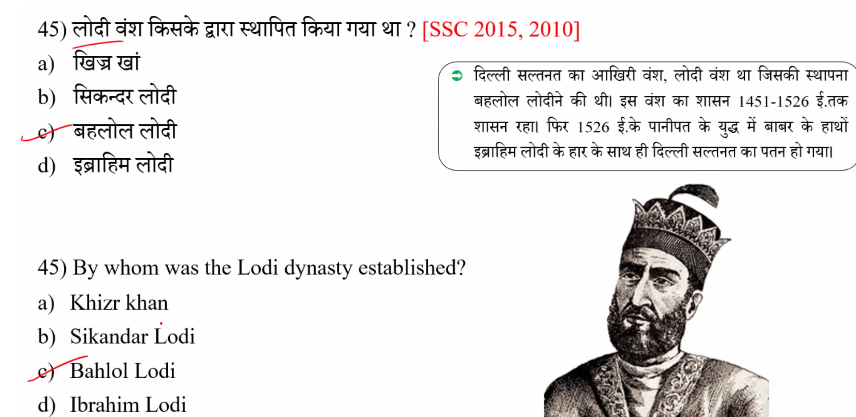 45) लोदी वंश किसके द्वारा स्थापित किया गया था ? [SSC 2015, 2010]
a) खिज्र खां
b) सिकन्दर लोदी
c) बहलोल लोदी
d) इब्राहिम लोदी
➲ दिल्ली सल्तनत का आखिरी वंश, लोदी वंश था जिसकी स्थापना
बहलोल लोदीने की थी। इस वंश का शासन 1451-1526 ई.तक
शासन रहा। फिर 1526 ई.के पानीपत के युद्ध में बाबर के हाथों
इब्राहिम लोदी के हार के साथ ही दिल्ली सल्तनत का पतन हो गया।
45) By whom was the Lodi dynasty established?
a) Khizr khan
b) Sikandar Lodi
c) Bahlol Lodi
d) Ibrahim Lodi